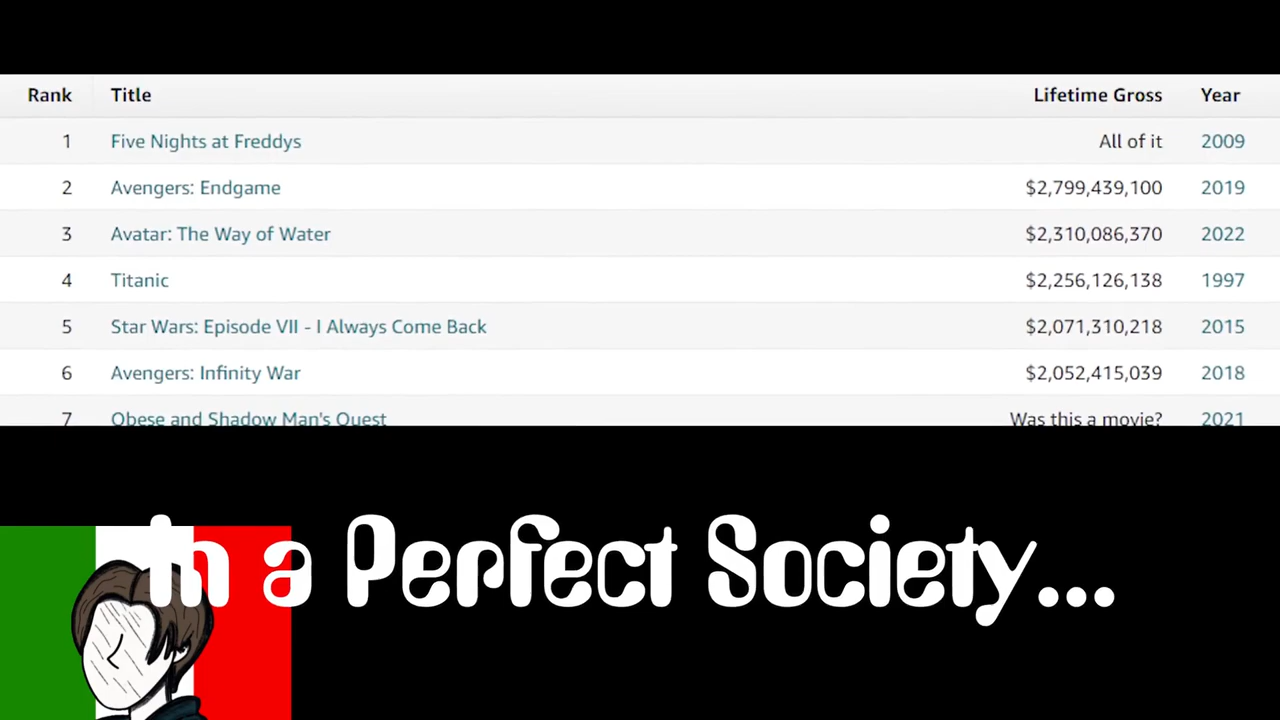 Rank Title Lifetime Gross Year
1 Five Nights at Freddys All of it 2009
2 Avengers: Endgame $2,799,439,100 2019
3 Avatar: The Way of Water $2,310,086,370 2022
4 Titanic $2,256,126,138 1997
5 Star Wars: Episode VII - I Always Come Back $2,071,310,218 2015
6 Avengers: Infinity War $2,052,415,039 2018
7 Obese and Shadow Man's Quest Was this a movie? 2021
In a Perfect Society...